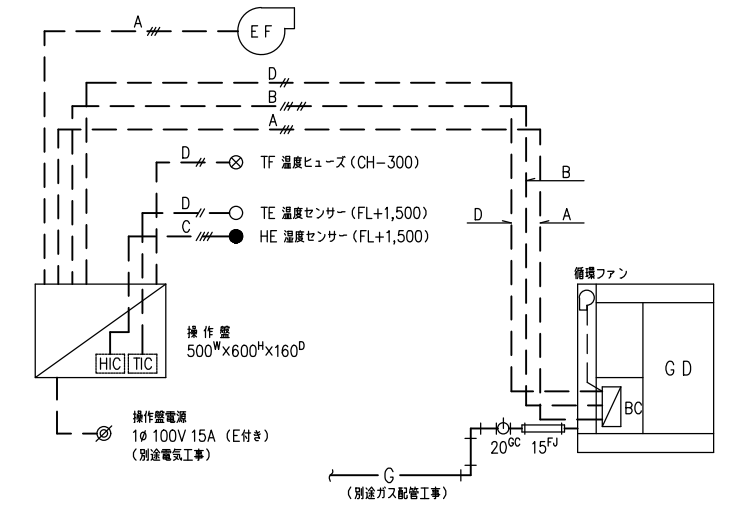 A
EF
D
B
A
D
TF 温度ヒューズ(CH-300)
B
D
TE 温度センサー(FL+1,500)
D
A
C
HE 湿度センサー(FL+1,500)
循環ファン
操作盤
500W×600H×160D
HIC
TIC
GD
BC
操作盤電源
1φ 100V 15A (E付き)
(別途電気工事)
20GC
15FJ
G
(別途ガス配管工事)